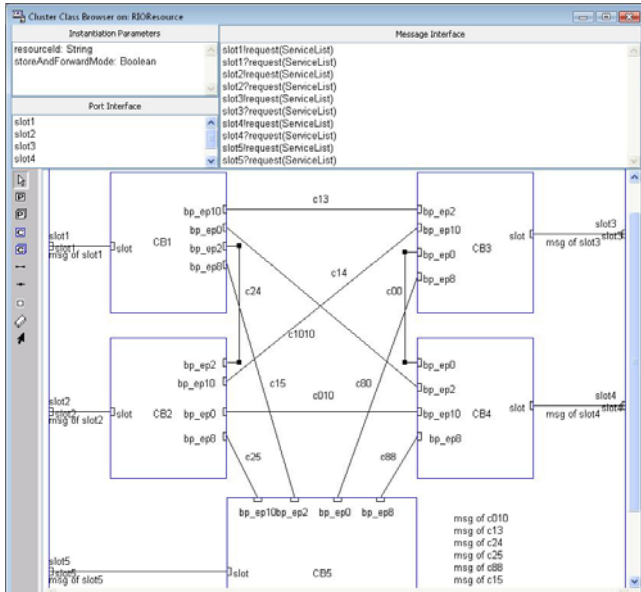 Cluster Class Browser on: RIOResource
Instantiation Parameters
resourceId: String
storeAndForwardMode: Boolean
Port Interface
slot1
slot2
slot3
slot4
Message Interface
slot1!request(ServiceList)
slot1?request(ServiceList)
slot2!request(ServiceList)
slot2?request(ServiceList)
slot3!request(ServiceList)
slot3?request(ServiceList)
slot4!request(ServiceList)
slot4?request(ServiceList)
slot5!request(ServiceList)
slot5?request(ServiceList)
P
P
C
C
slot1
slot1
msg of slot1
slot
CB1
bp_ep10
bp_ep0
bp_ep2
bp_ep8
c13
c14
c24
c00
c1010
bp_ep2
bp_ep10
bp_ep0
bp_ep8
slot
CB3
slot3
slot3
msg of slot3
slot2
slot2
msg of slot2
slot
CB2
bp_ep2
bp_ep10
bp_ep0
bp_ep8
c15
c80
c010
c25
c88
bp_ep0
bp_ep2
bp_ep10
bp_ep8
slot
CB4
slot4
slot4
msg of slot4
bp_ep10
bp_ep2
bp_ep0
bp_ep8
slot5
msg of slot5
slot
CB5
msg of c010
msg of c13
msg of c24
msg of c25
msg of c88
msg of c15